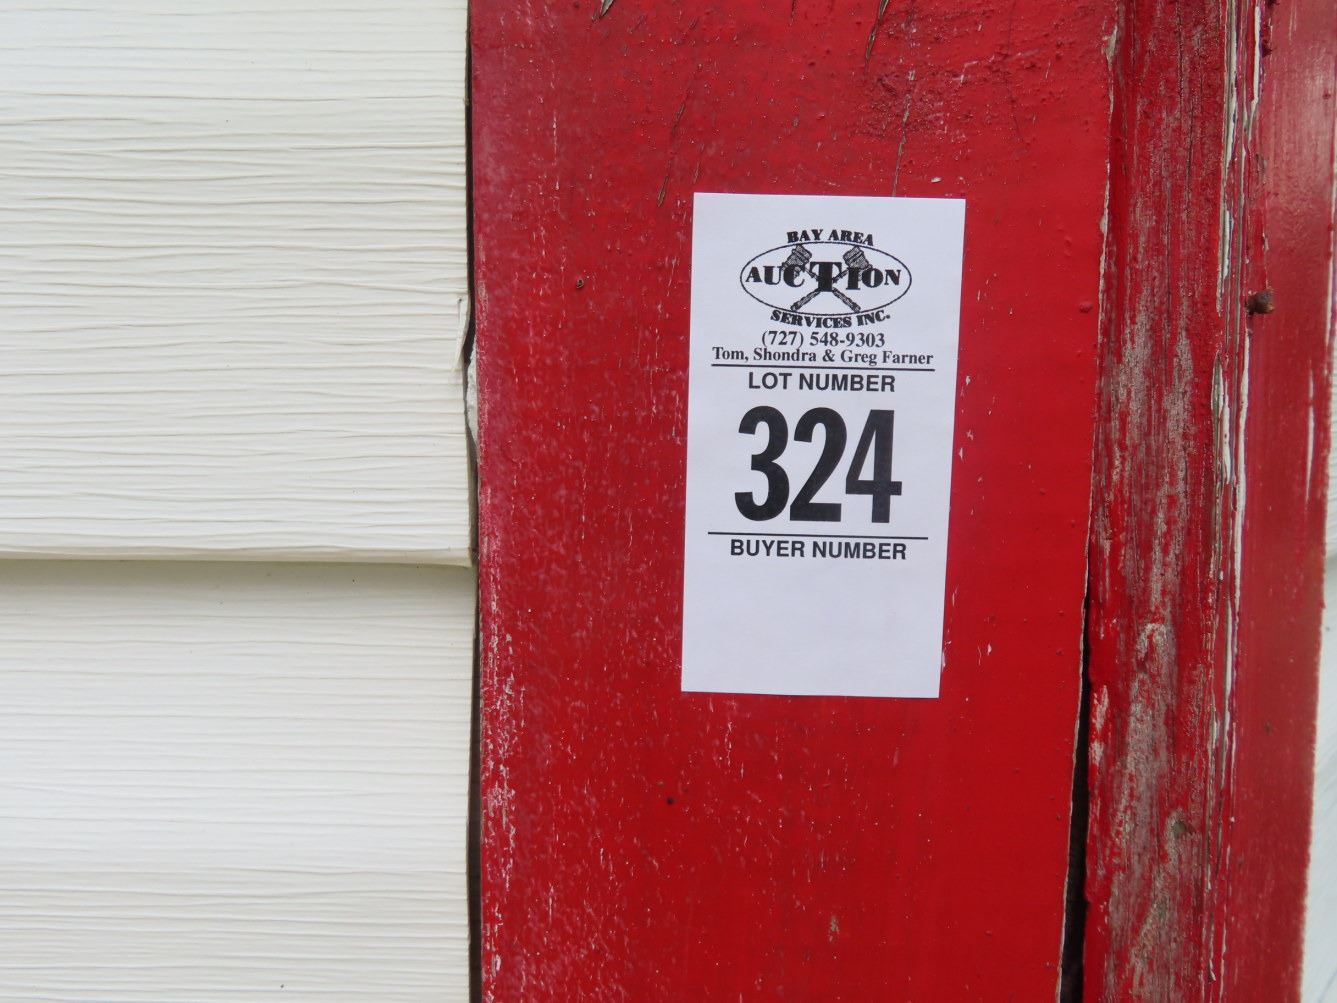 BAY AREA
AUCTION
SERVICES INC.
(727) 548-9303
Tom, Shondra & Greg Farner
LOT NUMBER
324
BUYER NUMBER